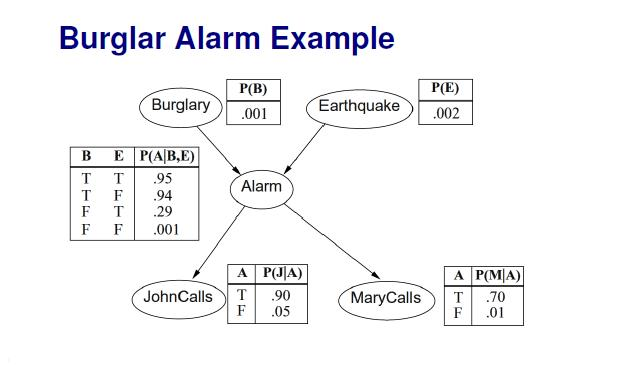 Burglar Alarm Example
Burglary
P(B)
.001
Earthquake
P(E)
.002
B E P(A|B,E)
T T .95
T F .94
F T .29
F F .001
Alarm
JohnCalls
A P(J|A)
T .90
F .05
MaryCalls
A P(M|A)
T .70
F .01